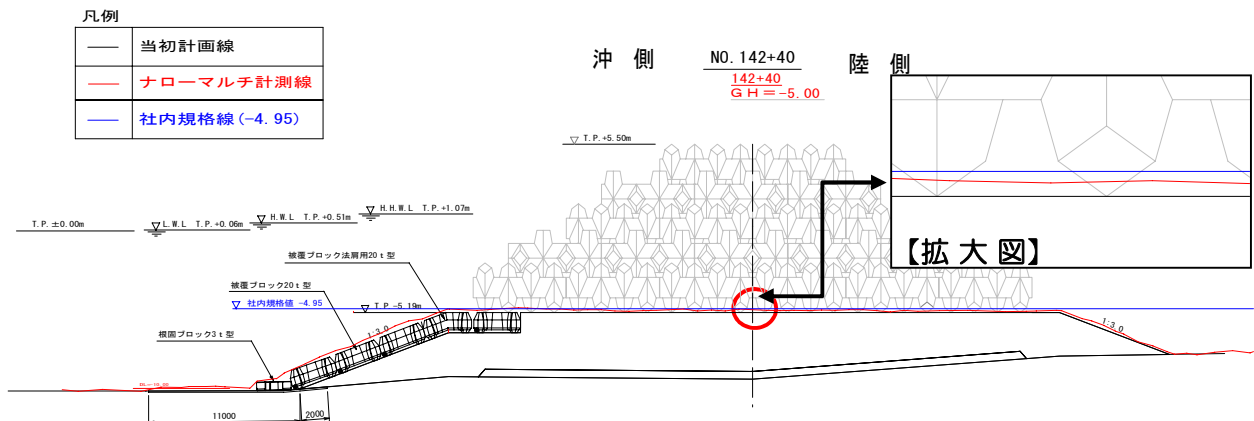 凡例
当初計画線
ナローマルチ計測線
社内規格線(-4.95)
沖 側
NO.142+40
陸 側
142+40
GH=-5.00
T.P.+5.50m
T.P.±0.00m
L.W.L T.P.+0.06m
H.W.L T.P.+0.51m
H.H.W.L T.P.+1.07m
【拡大図】
被覆ブロック法肩用20t型
被覆ブロック20t型
社内規格値 -4.95
T.P.-5.19m
根固ブロック3t型
1:3.0
1:3.0
DL=-10.00
11000
2000